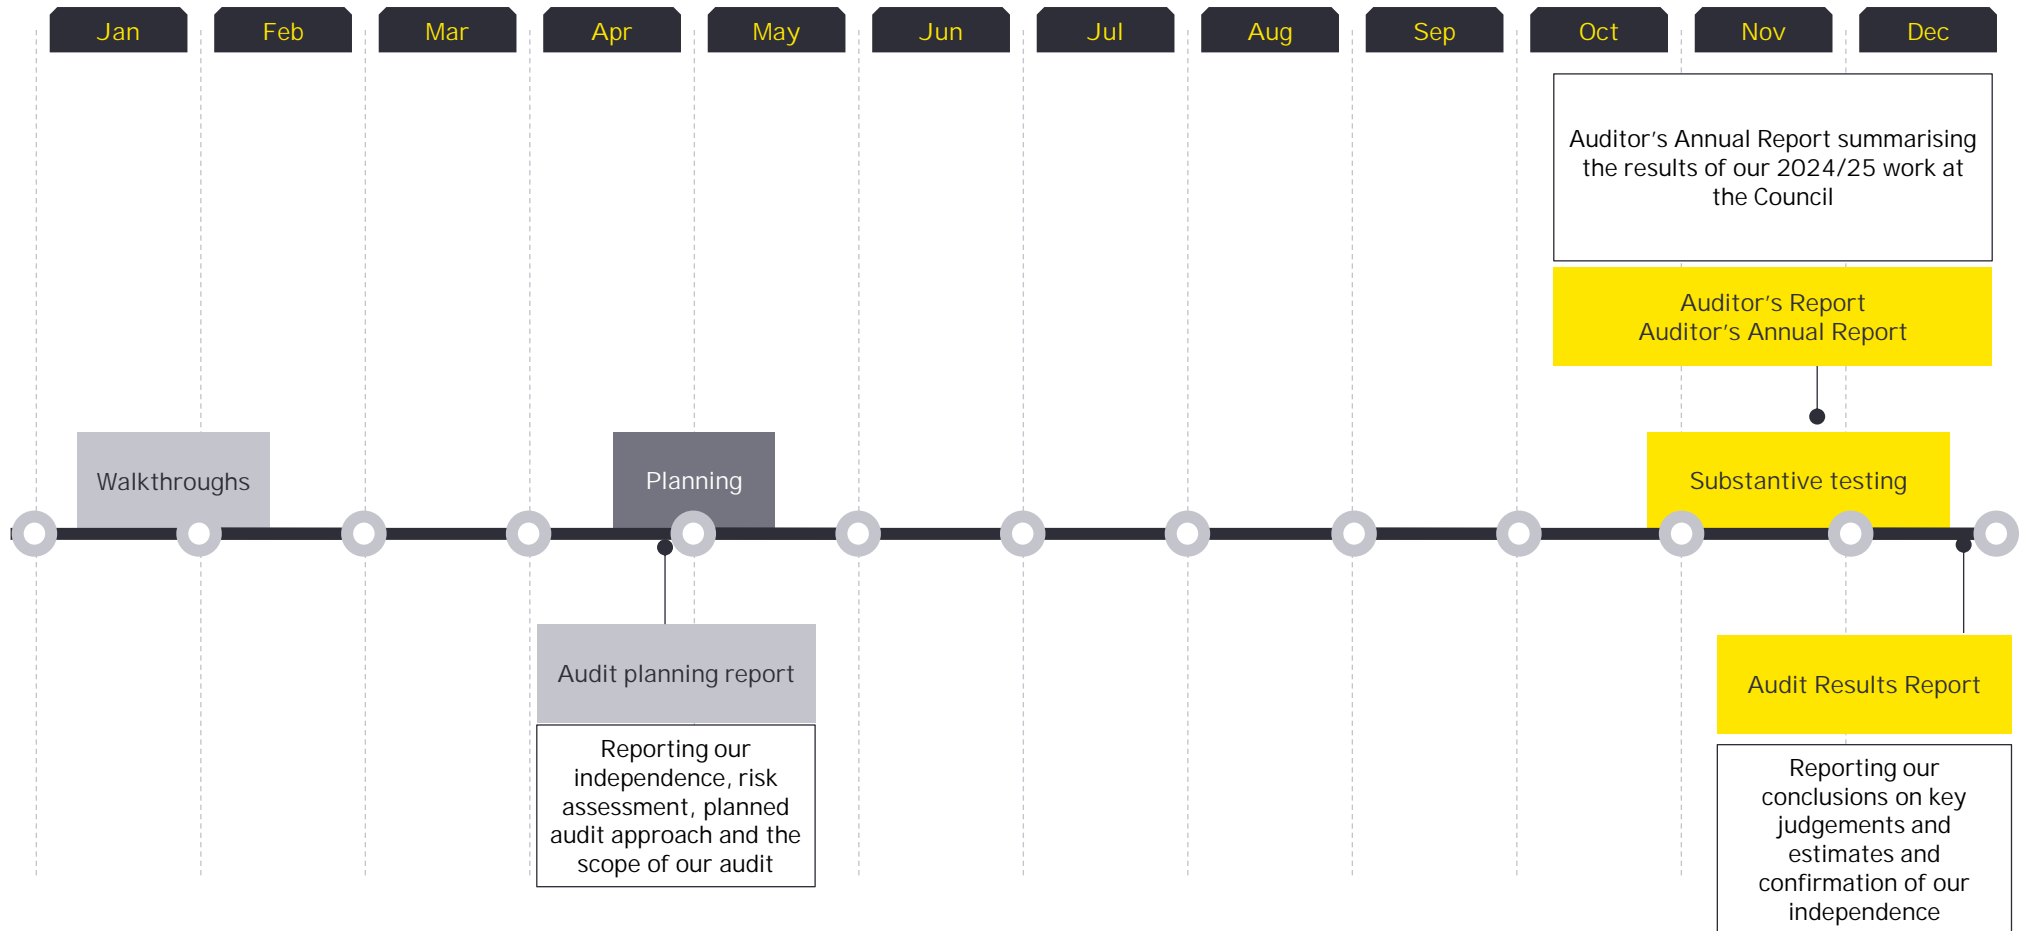 Jan
Feb
Mar
Apr
May
Jun
Jul
Aug
Sep
Oct
Nov
Dec
Auditor's Annual Report summarising
the results of our 2024/25 work at
the Council
Auditor's Report
Auditor's Annual Report
Walkthroughs
Planning
Substantive testing
Audit planning report
Reporting our
independence, risk
assessment, planned
audit approach and the
scope of our audit
Audit Results Report
Reporting our
conclusions on key
judgements and
estimates and
confirmation of our
independence